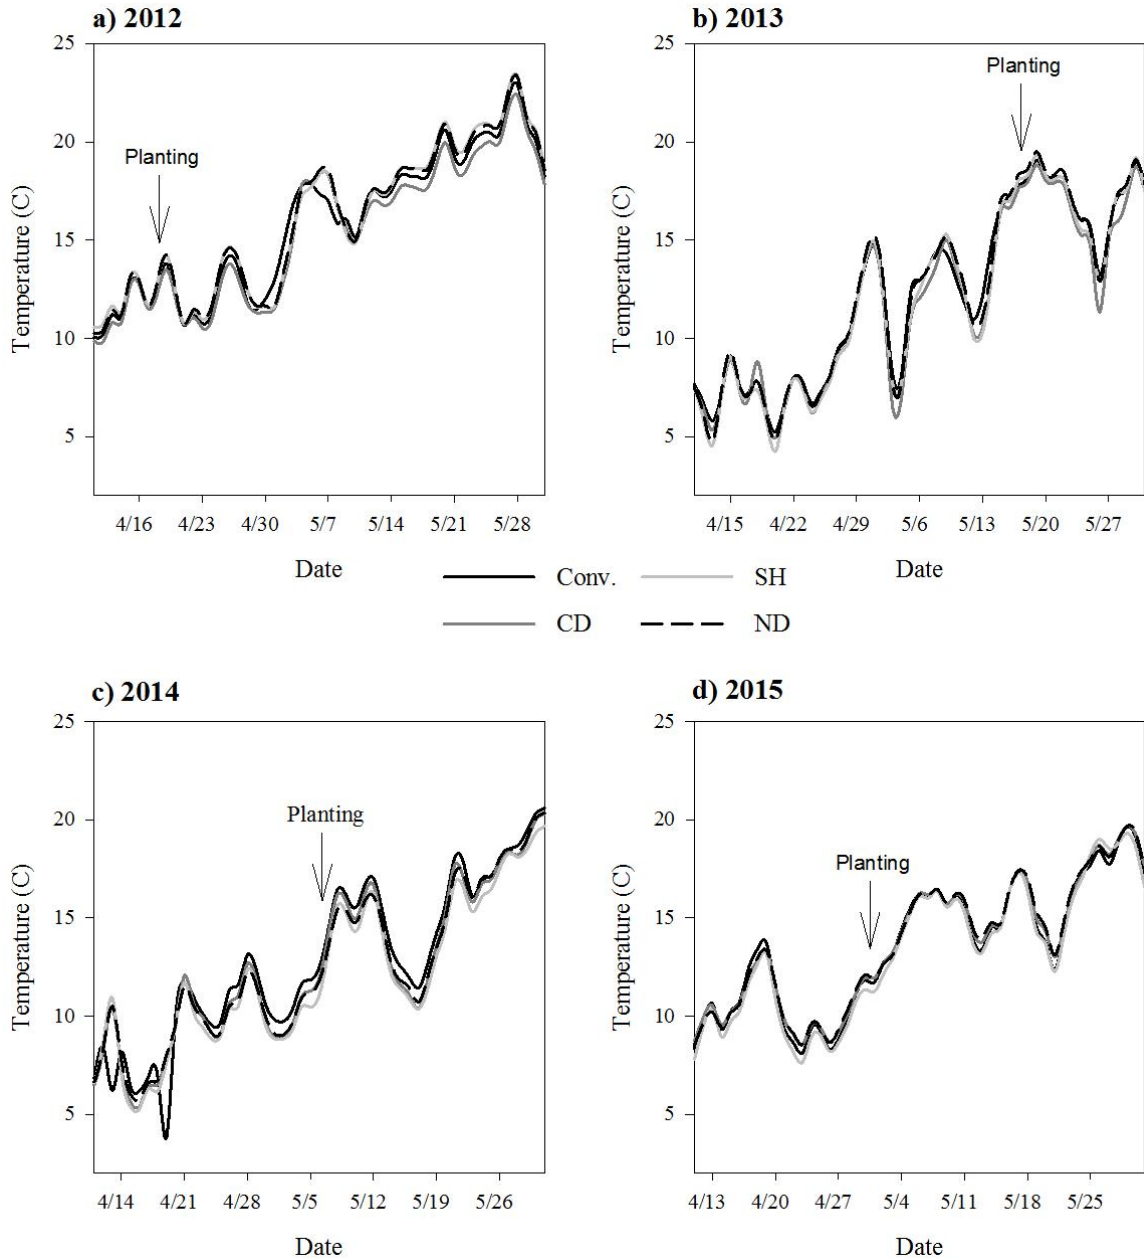 a) 2012
25
20
15
10
5
Temperature (C)
Planting
4/16 4/23 4/30 5/7 5/14 5/21 5/28
Date
b) 2013
25
20
15
10
5
Temperature (C)
Planting
4/15 4/22 4/29 5/6 5/13 5/20 5/27
Date
Conv. SH
CD ND
c) 2014
25
20
15
10
5
Temperature (C)
Planting
4/14 4/21 4/28 5/5 5/12 5/19 5/26
Date
d) 2015
25
20
15
10
5
Temperature (C)
Planting
4/13 4/20 4/27 5/4 5/11 5/18 5/25
Date